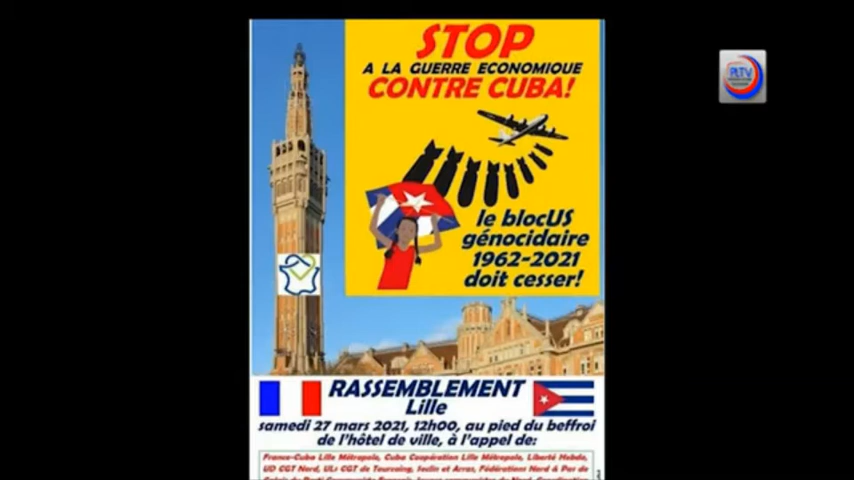 STOP
A LA GUERRE ECONOMIQUE
CONTRE CUBA!
PLTV
le blocUS
génocidaire
1962-2021
doit cesser!
RASSEMBLEMENT
Lille
samedi 27 mars 2021, 12h00, au pied du beffroi
de l'hôtel de ville, à l'appel de:
France-Cuba Lille Métropole, Cuba Coopération Lille Métropole, Liberté Hebdo,
UD CGT Nord, ULs CGT de Tourcoing, Seclin et Arras, Fédérations Nord & Pas de